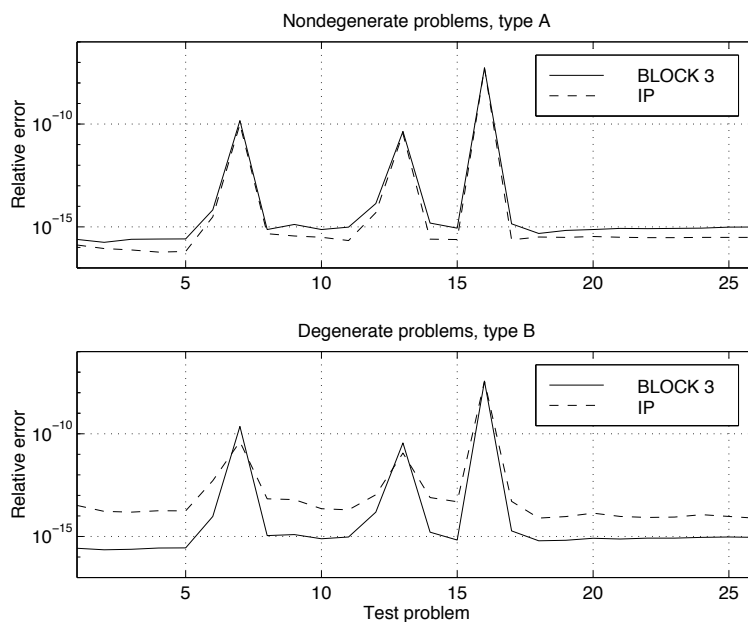 Nondegenerate problems, type A
BLOCK 3
IP
Relative error
10^−10
10^−15
5
10
15
20
25
Degenerate problems, type B
BLOCK 3
IP
Relative error
10^−10
10^−15
5
10
15
20
25
Test problem